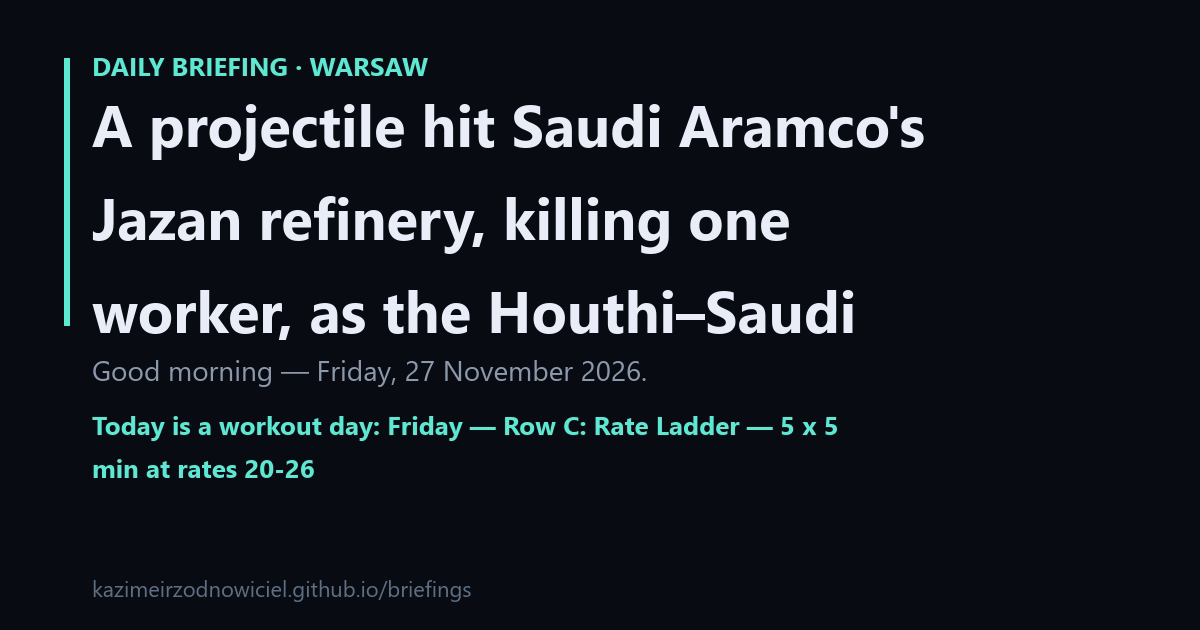 DAILY BRIEFING · WARSAW
A projectile hit Saudi Aramco's
Jazan refinery, killing one
worker, as the Houthi–Saudi
Good morning — Friday, 27 November 2026.
Today is a workout day: Friday — Row C: Rate Ladder — 5 x 5
min at rates 20-26
kazimeirzodnowiciel.github.io/briefings